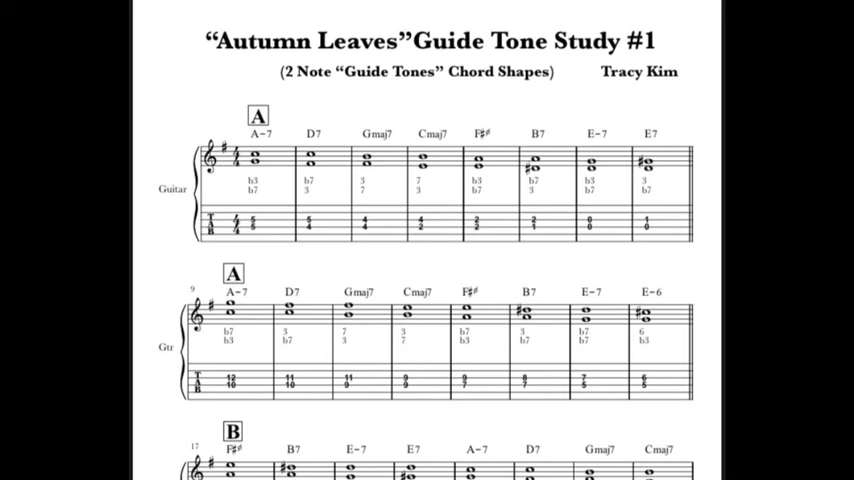 “Autumn Leaves”Guide Tone Study #1
(2 Note “Guide Tones” Chord Shapes) Tracy Kim
A
A-7 D7 Gmaj7 Cmaj7 F#ø B7 E-7 E7
4 4
Guitar
b3 b7 3 7 b3 b7 b3 3
b7 3 7 3 b7 3 b7 b7
T A B 4 4
5 5 4 4 2 2 0 1
5 4 4 2 2 1 0 0
A
9 A-7 D7 Gmaj7 Cmaj7 F#ø B7 E-7 E-6
b7 3 7 3 b7 3 b7 6
b3 b7 3 7 b3 b7 b3 b3
Gtr
T A B
12 11 11 9 9 8 7 6
10 10 9 9 7 7 5 5
B
17 F#ø B7 E-7 E7 A-7 D7 Gmaj7 Cmaj7